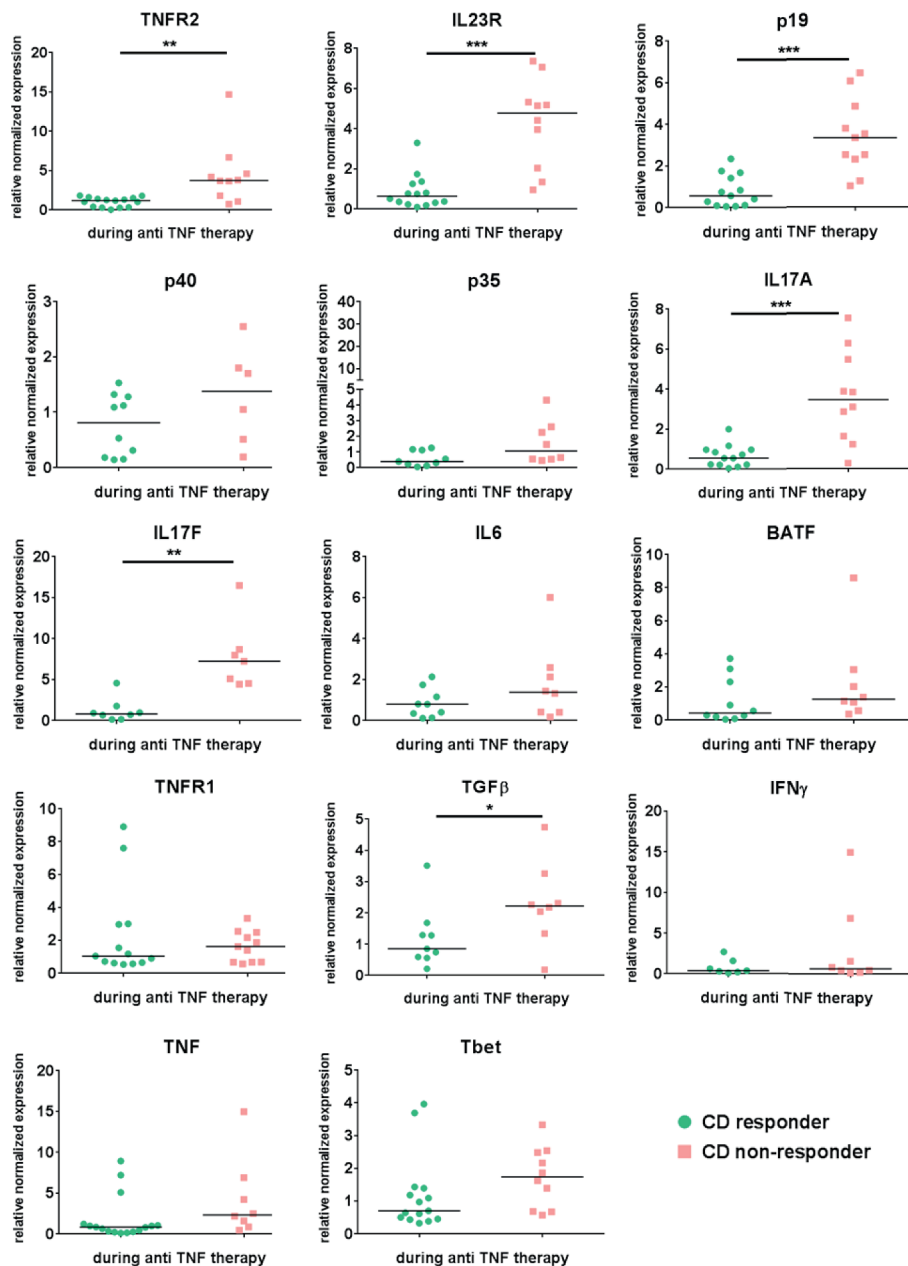 TNFR2
relative normalized expression
20
15
10
5
0
**
during anti TNF therapy
IL23R
relative normalized expression
8
6
4
2
0
***
during anti TNF therapy
p19
relative normalized expression
8
6
4
2
0
***
during anti TNF therapy
p40
relative normalized expression
3
2
1
0
during anti TNF therapy
p35
relative normalized expression
40
30
20
10
5
5
4
3
2
1
0
during anti TNF therapy
IL17A
relative normalized expression
8
6
4
2
0
***
during anti TNF therapy
IL17F
relative normalized expression
20
15
10
5
0
**
during anti TNF therapy
IL6
relative normalized expression
8
6
4
2
0
during anti TNF therapy
BATF
relative normalized expression
10
8
6
4
2
0
during anti TNF therapy
TNFR1
relative normalized expression
10
8
6
4
2
0
during anti TNF therapy
TGFβ
relative normalized expression
5
4
3
2
1
0
*
during anti TNF therapy
IFNγ
relative normalized expression
20
15
10
5
0
during anti TNF therapy
TNF
relative normalized expression
20
15
10
5
0
during anti TNF therapy
Tbet
relative normalized expression
5
4
3
2
1
0
during anti TNF therapy
CD responder
CD non-responder